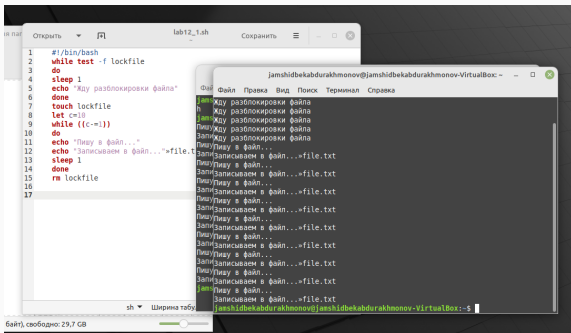 Открыть
lab12_1.sh
Сохранить
1 #!/bin/bash
2 while test -f lockfile
3 do
4 sleep 1
5 echo "Жду разблокировки файла"
6 done
7 touch lockfile
8 let c=10
9 while ((c-=1))
10 do
11 echo "Пишу в файл..."
12 echo "Записываем в файл..."»file.t
13 sleep 1
14 done
15 rm lockfile
16
17
sh
Ширина табу
байт), свободно: 29,7 GB
jamshidbekabdurakhmonov@jamshidbekabdurakhmonov-VirtualBox: ~
Файл Правка Вид Поиск Терминал Справка
Жду разблокировки файла
Жду разблокировки файла
Жду разблокировки файла
Жду разблокировки файла
Жду разблокировки файла
Пишу в файл...
Записываем в файл...»file.txt
Пишу в файл...
Записываем в файл...»file.txt
Пишу в файл...
Записываем в файл...»file.txt
Пишу в файл...
Записываем в файл...»file.txt
Пишу в файл...
Записываем в файл...»file.txt
Пишу в файл...
Записываем в файл...»file.txt
Пишу в файл...
Записываем в файл...»file.txt
Пишу в файл...
Записываем в файл...»file.txt
Пишу в файл...
Записываем в файл...»file.txt
jamshidbekabdurakhmonov@jamshidbekabdurakhmonov-VirtualBox:~$